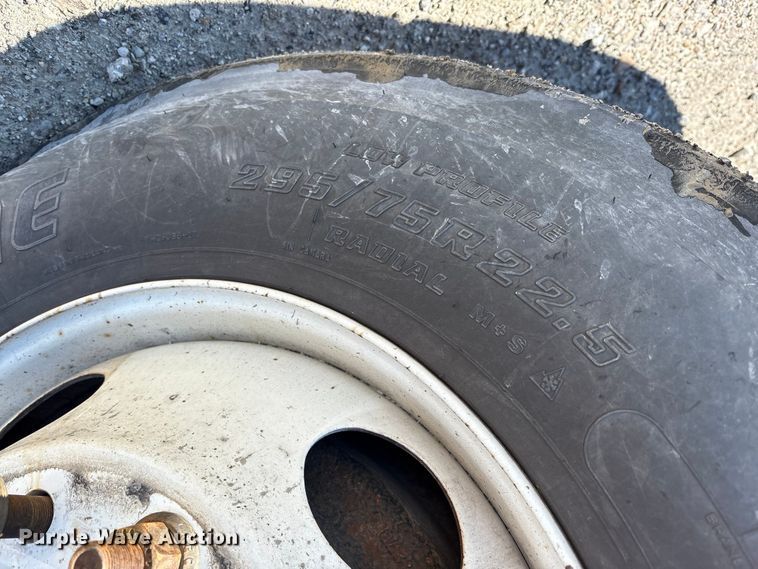 LOW PROFILE
295/75R22.5
RADIAL M+S
Purple Wave Auction